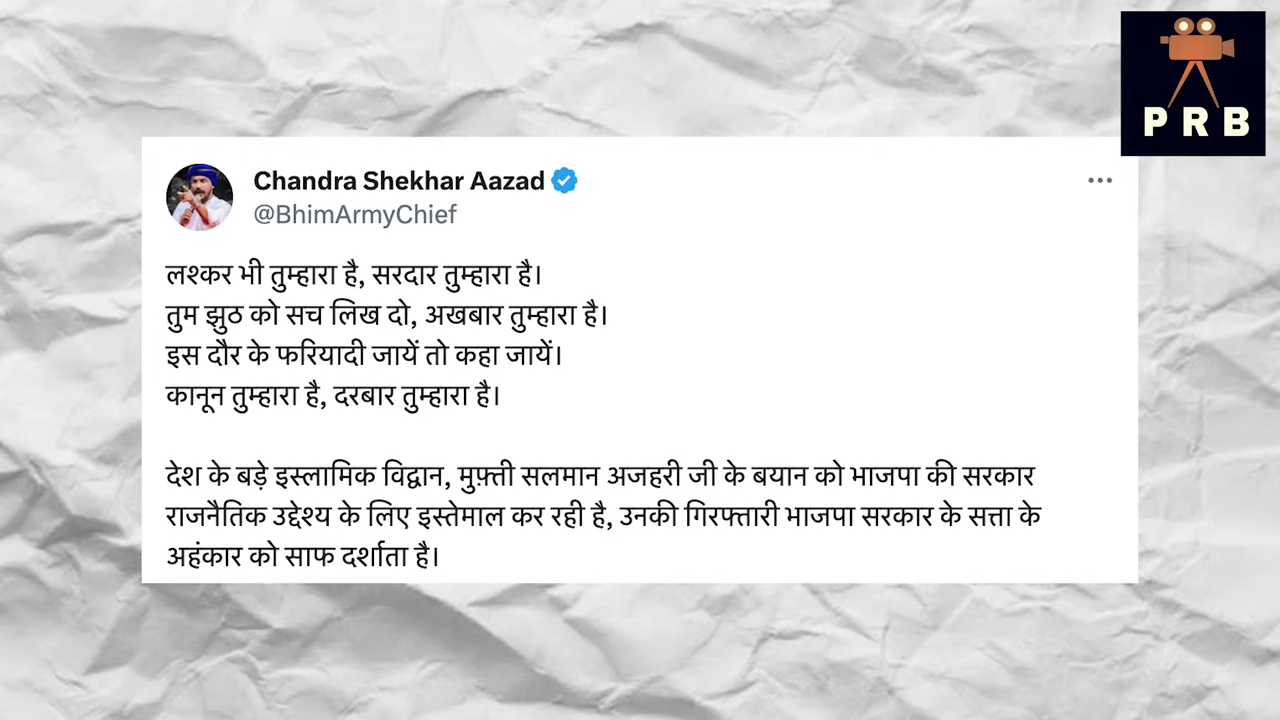 PRB
Chandra Shekhar Aazad
@BhimArmyChief
लश्कर भी तुम्हारा है, सरदार तुम्हारा है।
तुम झुठ को सच लिख दो, अखबार तुम्हारा है।
इस दौर के फरियादी जायें तो कहा जायें।
कानून तुम्हारा है, दरबार तुम्हारा है।
देश के बड़े इस्लामिक विद्वान, मुफ़्ती सलमान अजहरी जी के बयान को भाजपा की सरकार
राजनैतिक उद्देश्य के लिए इस्तेमाल कर रही है, उनकी गिरफ्तारी भाजपा सरकार के सत्ता के
अहंकार को साफ दर्शाता है।